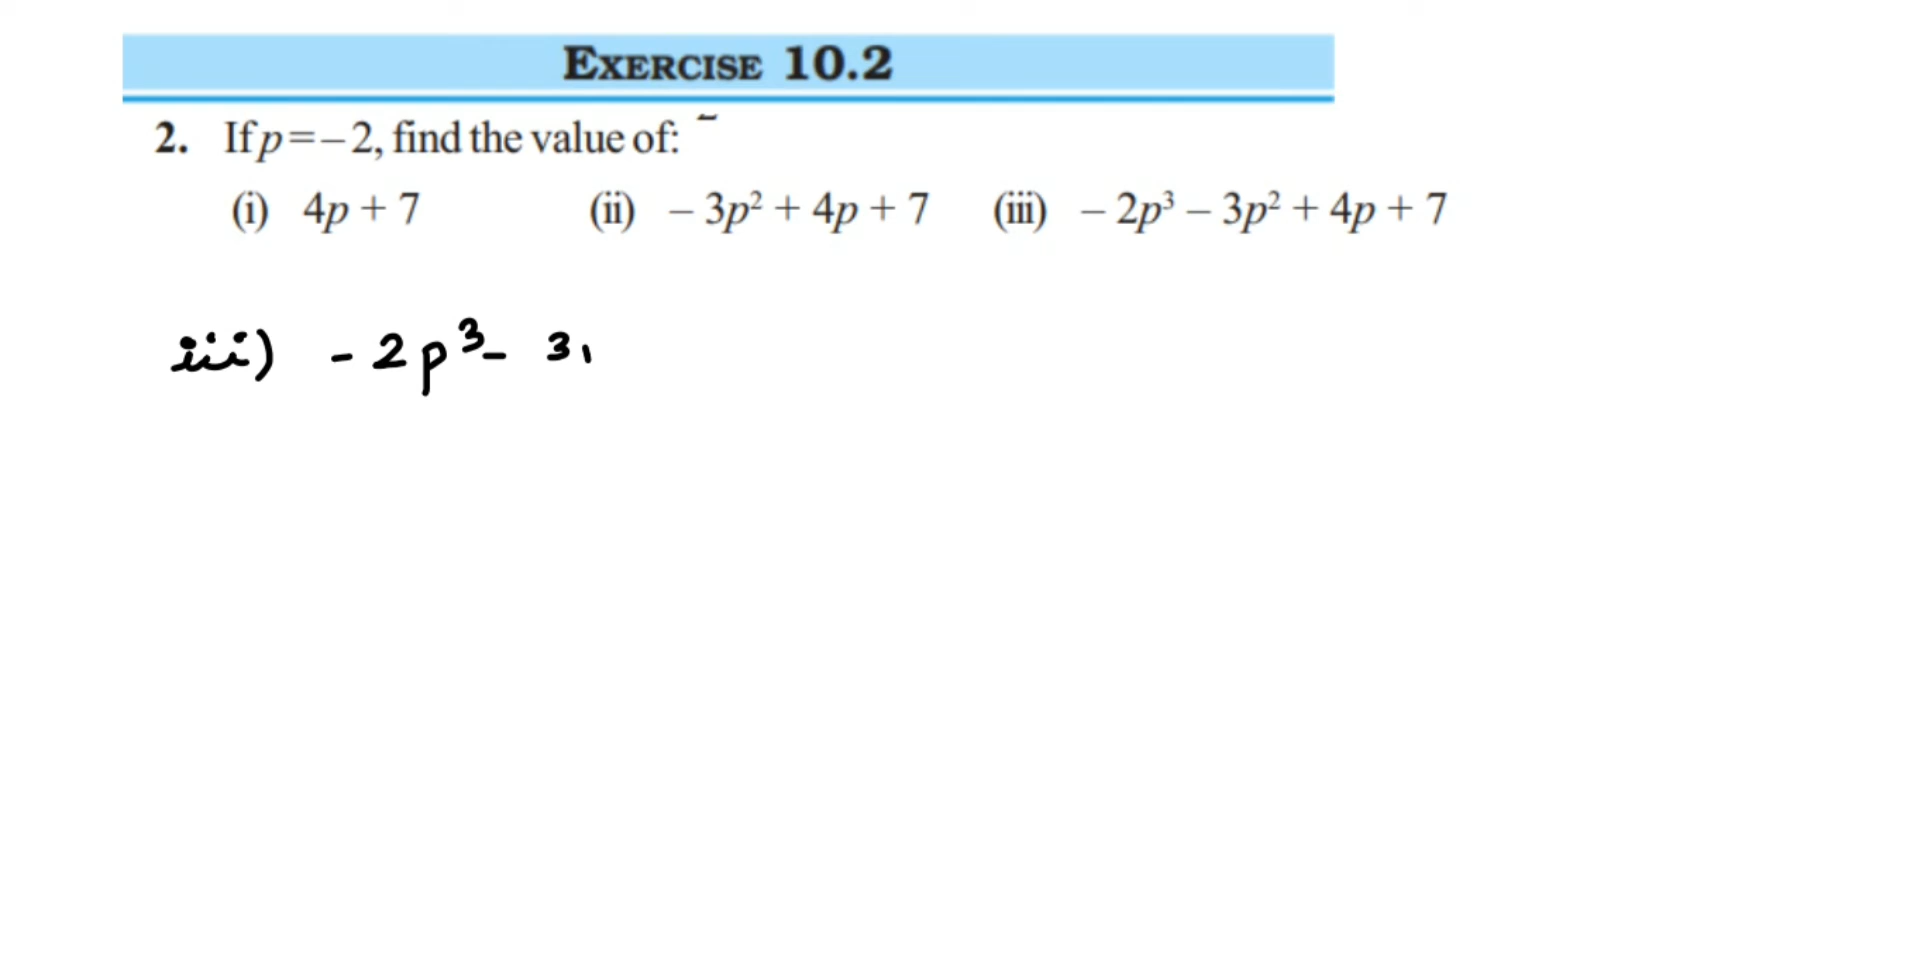 EXERCISE 10.2
2. If p = – 2, find the value of:
(i) 4p + 7 (ii) – 3p² + 4p + 7 (iii) – 2p³ – 3p² + 4p + 7
iii) - 2p³ - 3